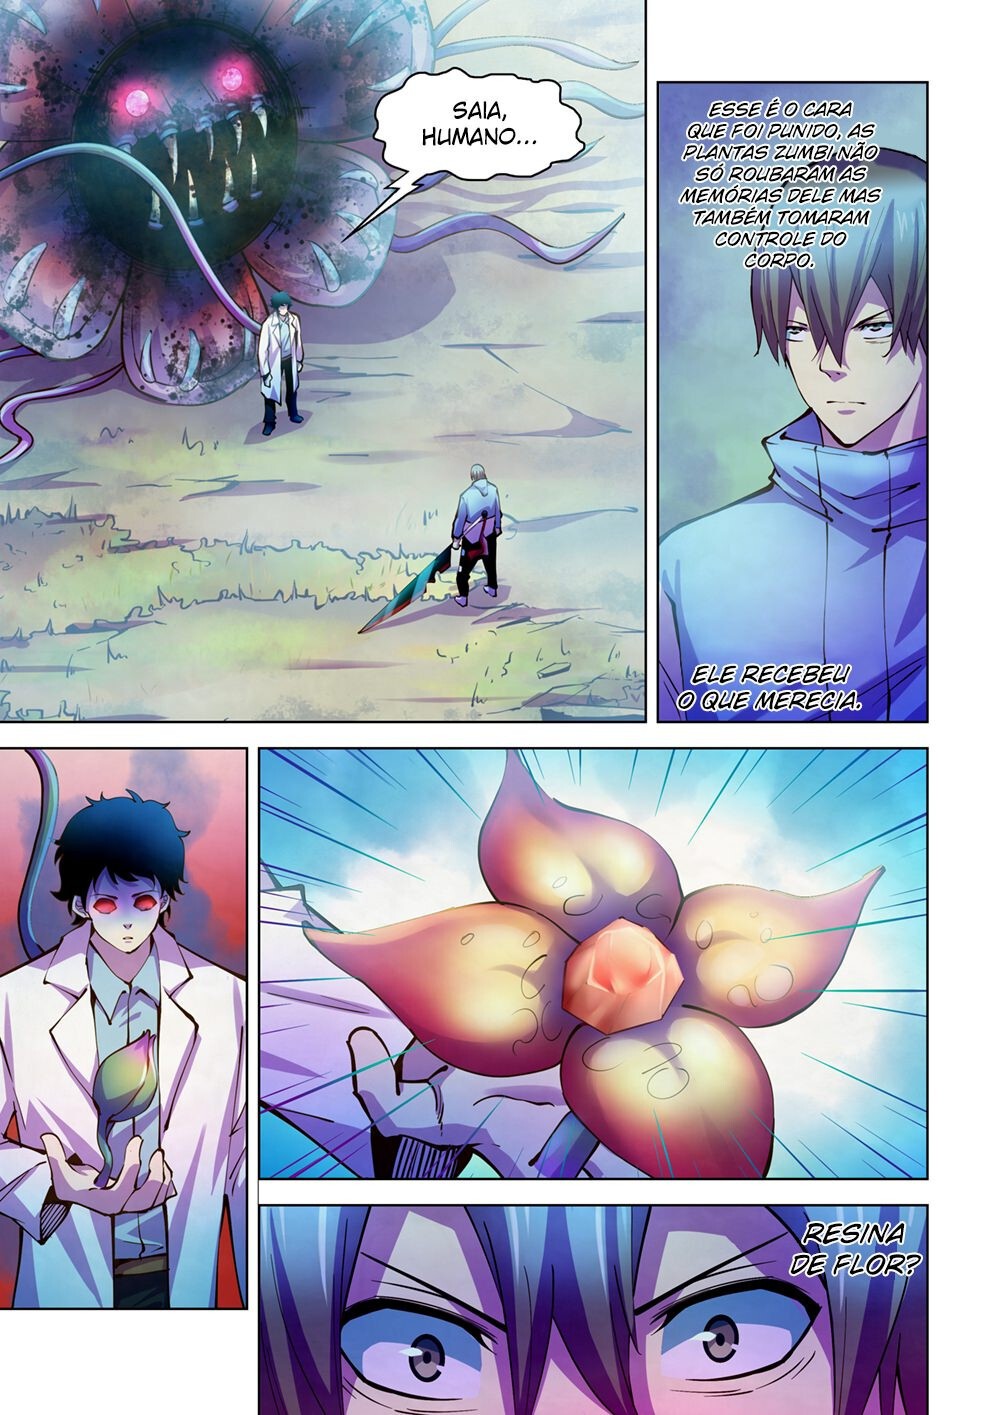 SAIA,
HUMANO...
ESSE É O CARA
QUE FOI PUNIDO, AS
PLANTAS ZUMBI NÃO
SÓ ROUBARAM AS
MEMÓRIAS DELE MAS
TAMBÉM TOMARAM
CONTROLE DO
CORPO.
ELE RECEBEU
O QUE MERECIA.
RESINA
DE FLOR?